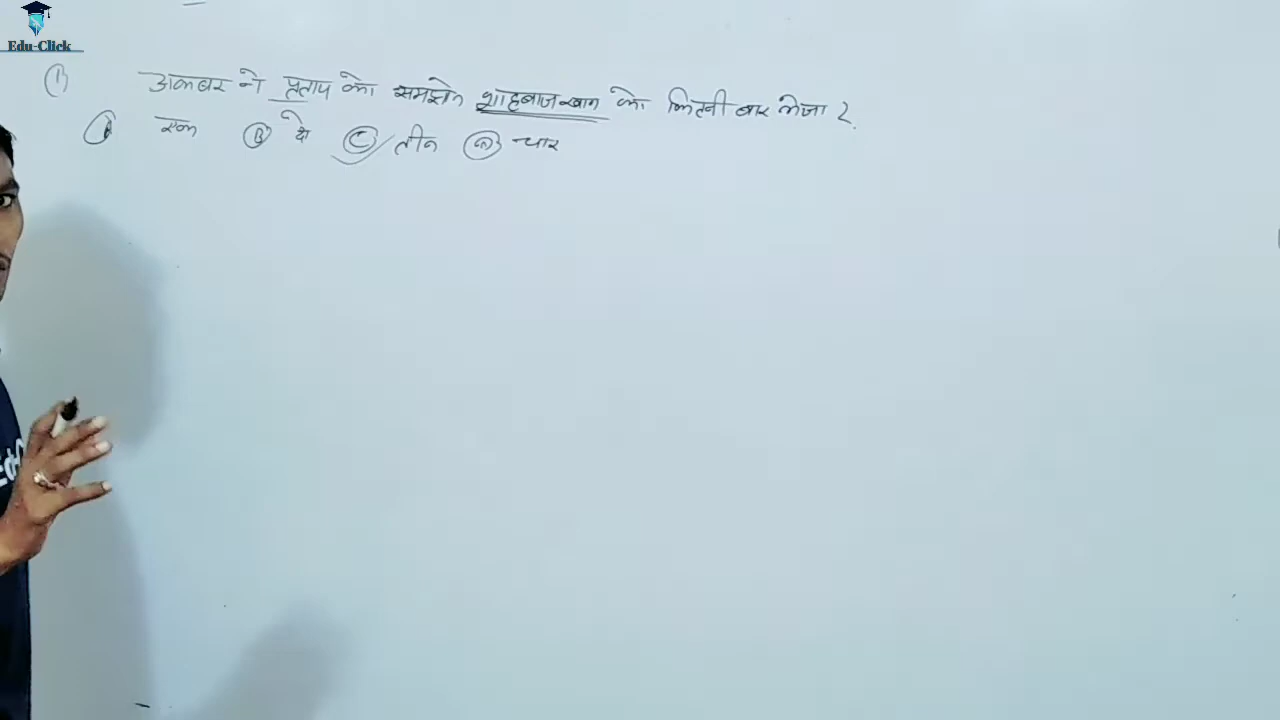 Edu-Click
(1) अकबर ने प्रताप को समझाने शाहबाज खान को कितनी बार भेजा ?
(A) एक (B) दो (C) तीन (D) चार